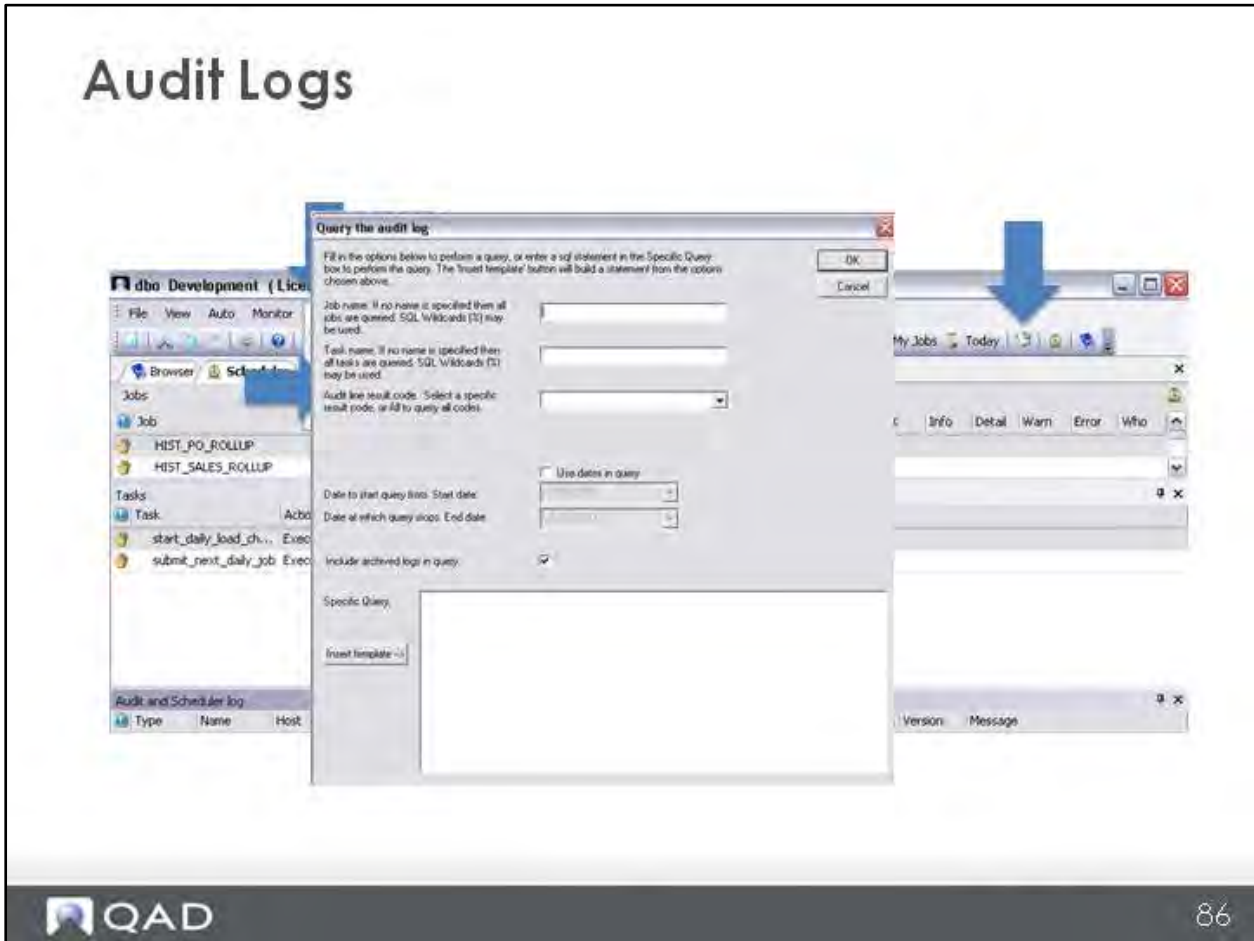 Audit Logs
Query the audit log
Fill in the options below to perform a query, or enter a sql statement in the Specific Query
box to perform the query. The 'Insert template' button will build a statement from the options
chosen above.
OK
Cancel
dbo Development (Lice
File View Auto Monitor
Job name. If no name is specified then all
jobs are queried. SQL Wildcards (%) may
be used.
My Jobs Today
Browser
Task name. If no name is specified then
all tasks are queried. SQL Wildcards (%)
may be used.
Jobs
Audit line result code. Select a specific
result code, or All to query all codes.
Job
Info Detail Warn Error Who
HIST_PO_ROLLUP
HIST_SALES_ROLLUP
Use dates in query
Tasks
Date to start query from. Start date.
Task Actio
Date at which query stops. End date.
start_daily_load_ch... Exec
submit_next_daily_job Exec
Include archived logs in query.
Specific Query.
Insert template ->
Audit and Scheduler log
Type Name Host
Version Message
QAD
86